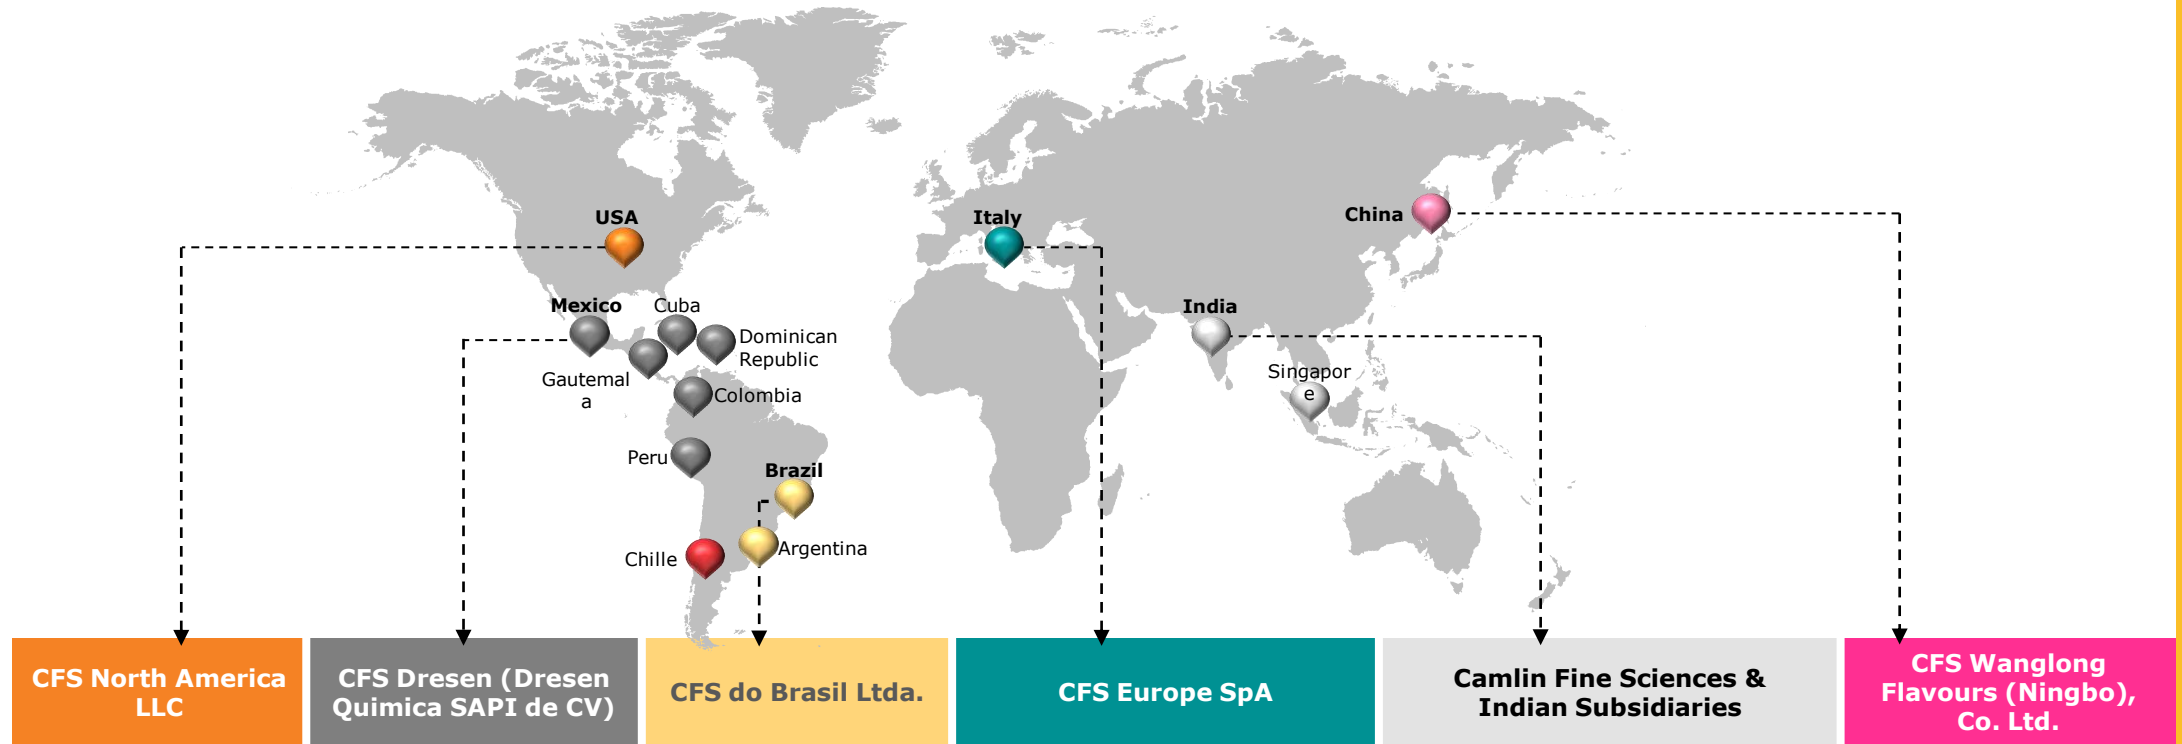 USA
Italy
China
Mexico
Cuba
India
Dominican
Republic
Gautemal
a
Singapor
e
Colombia
Peru
Brazil
Chille
Argentina
CFS North America
LLC
CFS Dresen (Dresen
Quimica SAPI de CV)
CFS do Brasil Ltda.
CFS Europe SpA
Camlin Fine Sciences &
Indian Subsidiaries
CFS Wanglong
Flavours (Ningbo),
Co. Ltd.